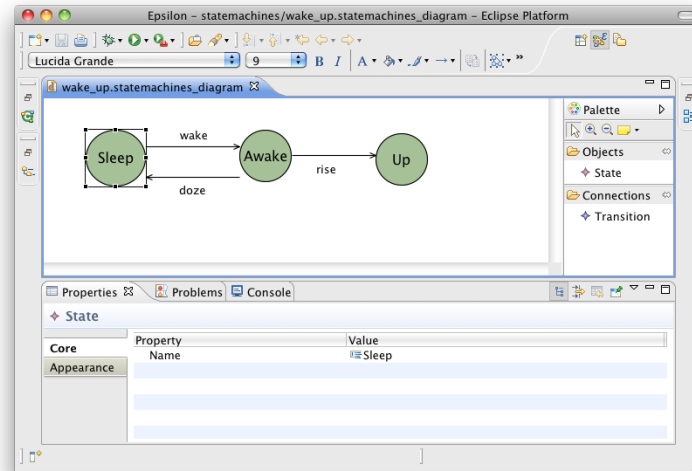 Epsilon - statemachines/wake_up.statemachines_diagram - Eclipse Platform
Lucida Grande 9 B I A
wake_up.statemachines_diagram
Palette
Objects
State
Connections
Transition
wake
Sleep Awake Up
rise
doze
Properties Problems Console
State
Core
Appearance
Property Value
Name Sleep